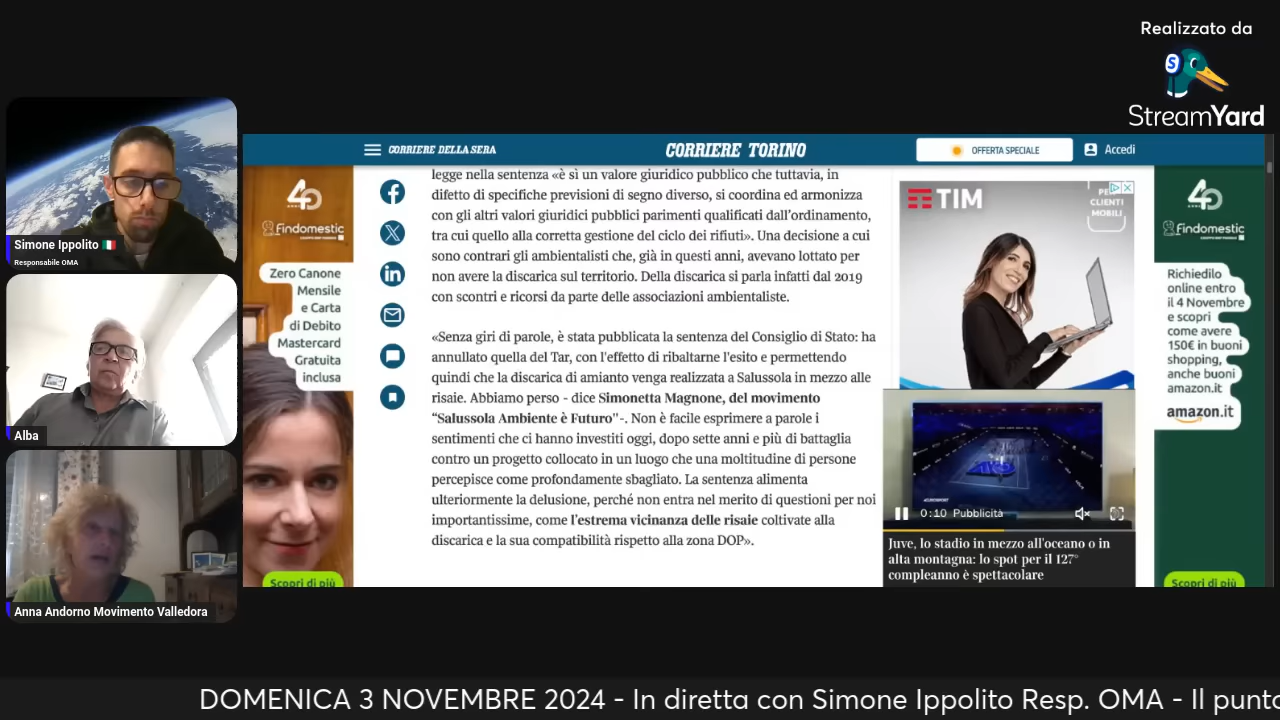 Realizzato da
StreamYard
Simone Ippolito
Responsabile OMA
Alba
Anna Andorno Movimento Valledora
CORRIERE DELLA SERA
CORRIERE TORINO
OFFERTA SPECIALE
Accedi
40
findomestic
Zero Canone
Mensile
e Carta
di Debito
Mastercard
Gratuita
inclusa
Scopri di più
legge nella sentenza «è sì un valore giuridico pubblico che tuttavia, in
difetto di specifiche previsioni di segno diverso, si coordina ed armonizza
con gli altri valori giuridici pubblici parimenti qualificati dall'ordinamento,
tra cui quello alla corretta gestione del ciclo dei rifiuti». Una decisione a cui
sono contrari gli ambientalisti che, già in questi anni, avevano lottato per
non avere la discarica sul territorio. Della discarica si parla infatti dal 2019
con scontri e ricorsi da parte delle associazioni ambientaliste.
«Senza giri di parole, è stata pubblicata la sentenza del Consiglio di Stato: ha
annullato quella del Tar, con l'effetto di ribaltarne l'esito e permettendo
quindi che la discarica di amianto venga realizzata a Salussola in mezzo alle
risaie. Abbiamo perso - dice Simonetta Magnone, del movimento
"Salussola Ambiente è Futuro"-. Non è facile esprimere a parole i
sentimenti che ci hanno investiti oggi, dopo sette anni e più di battaglia
contro un progetto collocato in un luogo che una moltitudine di persone
percepisce come profondamente sbagliato. La sentenza alimenta
ulteriormente la delusione, perché non entra nel merito di questioni per noi
importantissime, come l'estrema vicinanza delle risaie coltivate alla
discarica e la sua compatibilità rispetto alla zona DOP».
TIM
CLIENTI
MOBILI
0:10 Pubblicità
Juve, lo stadio in mezzo all'oceano o in
alta montagna: lo spot per il 127°
compleanno è spettacolare
40
findomestic
Richiedilo
online entro
il 4 Novembre
e scopri
come avere
150€ in buoni
shopping,
anche buoni
amazon.it
amazon.it
Scopri di più
DOMENICA 3 NOVEMBRE 2024 - In diretta con Simone Ippolito Resp. OMA - Il punto